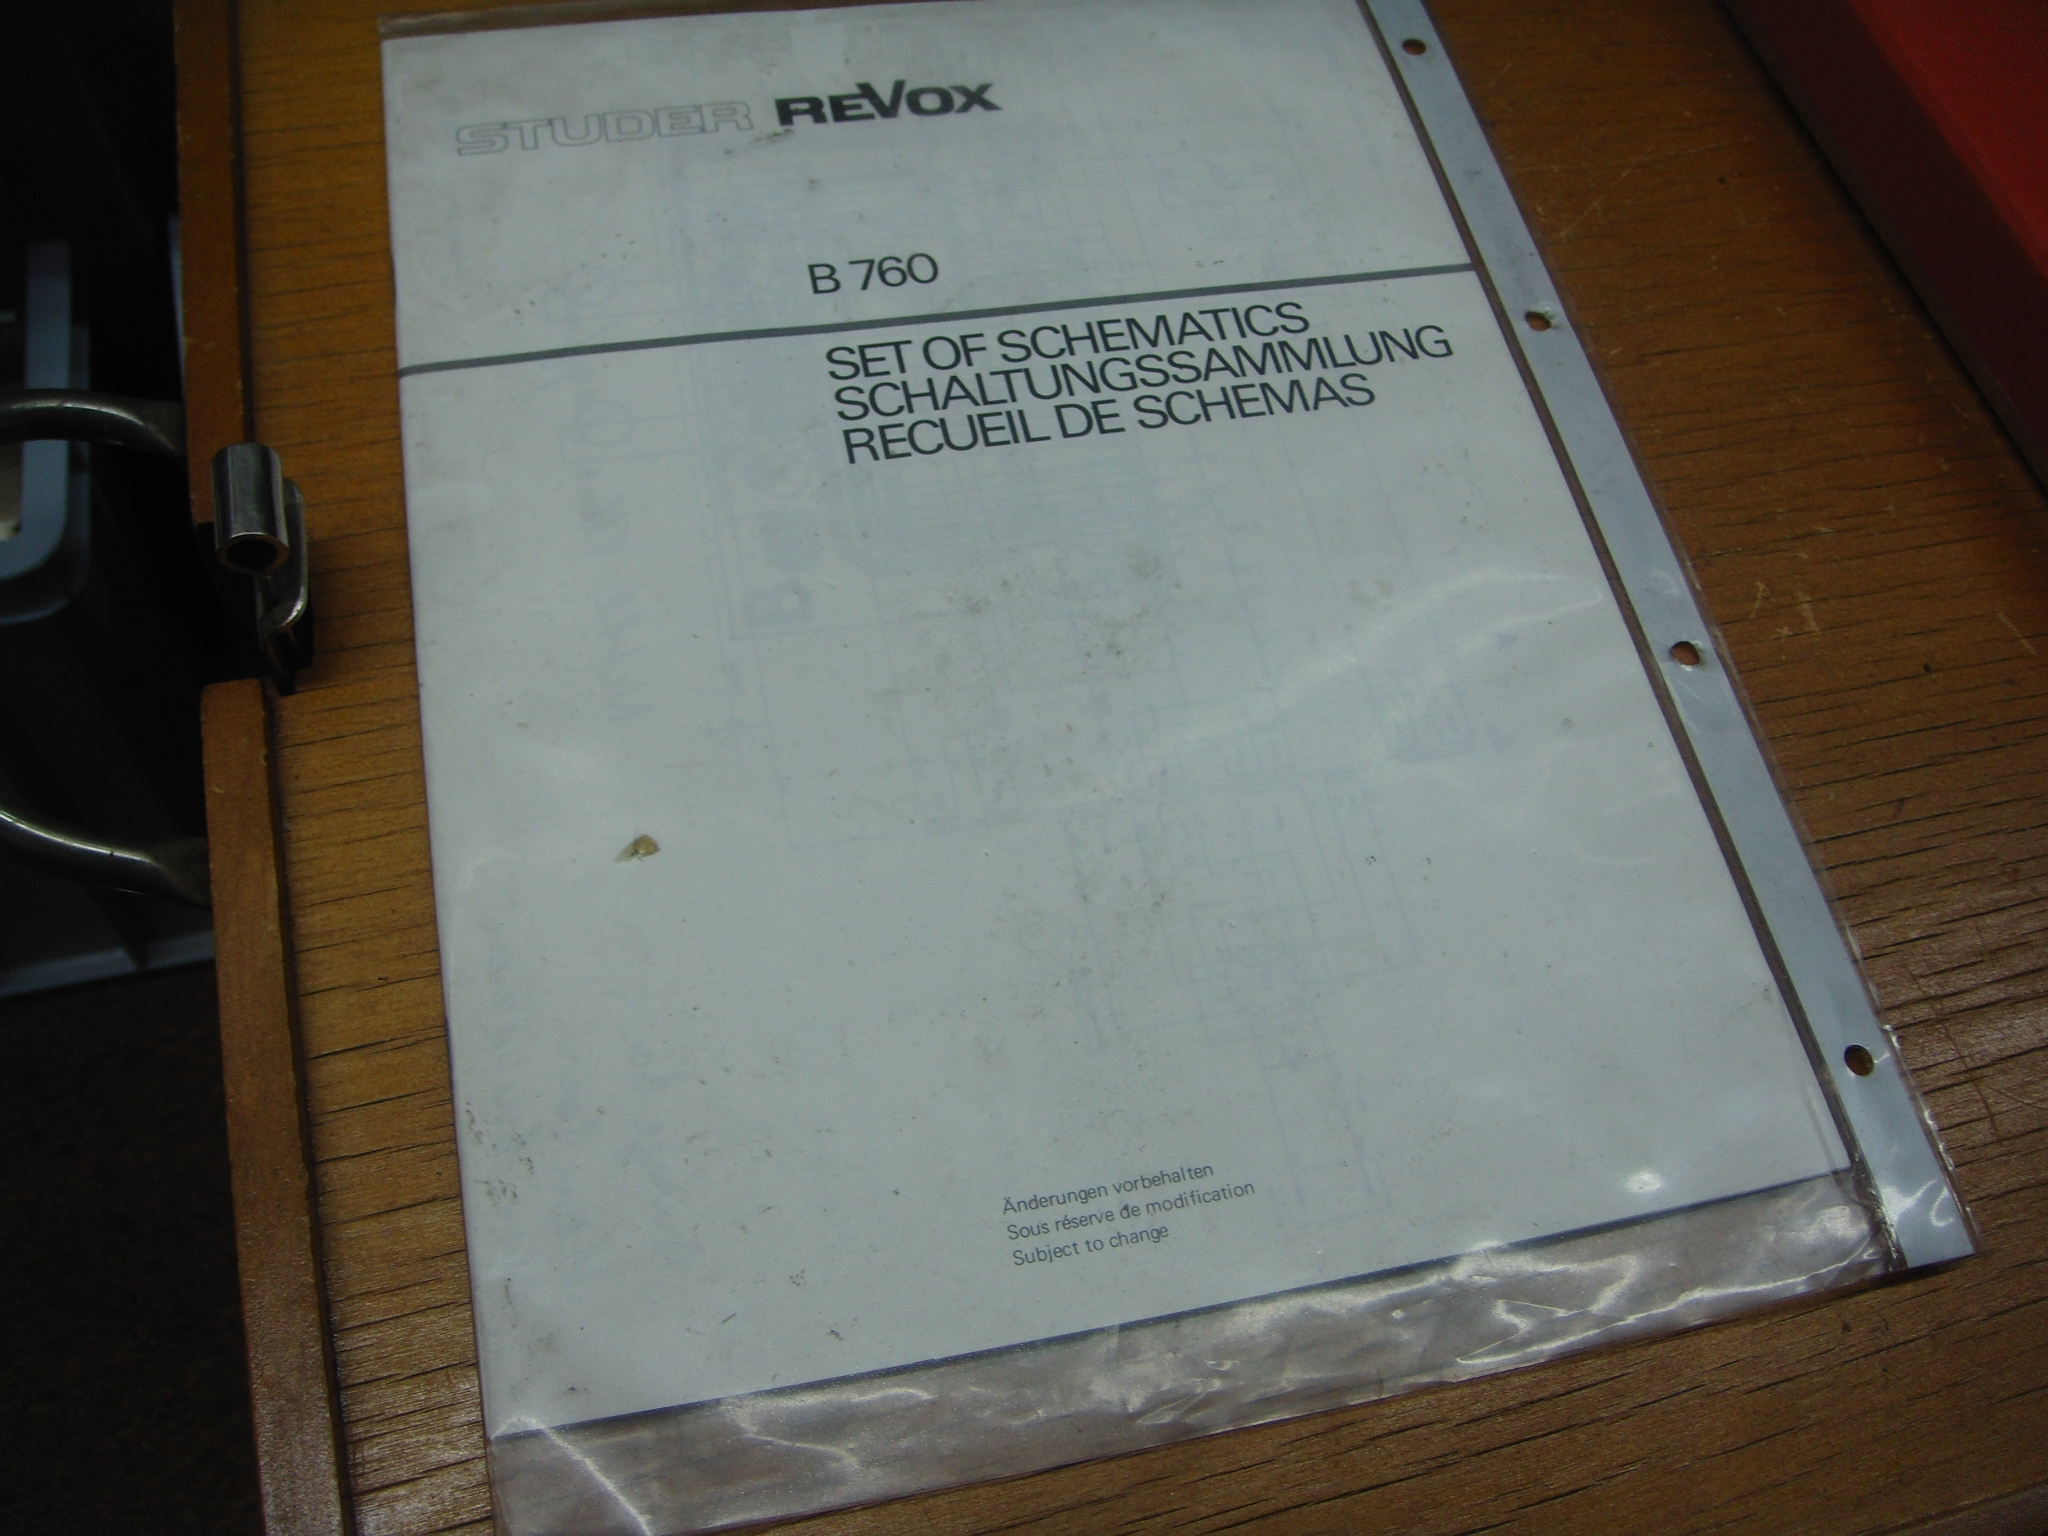 STUDER REVOX
B 760
SET OF SCHEMATICS
SCHALTUNGSSAMMLUNG
RECUEIL DE SCHEMAS
Änderungen vorbehalten
Sous réserve de modification
Subject to change